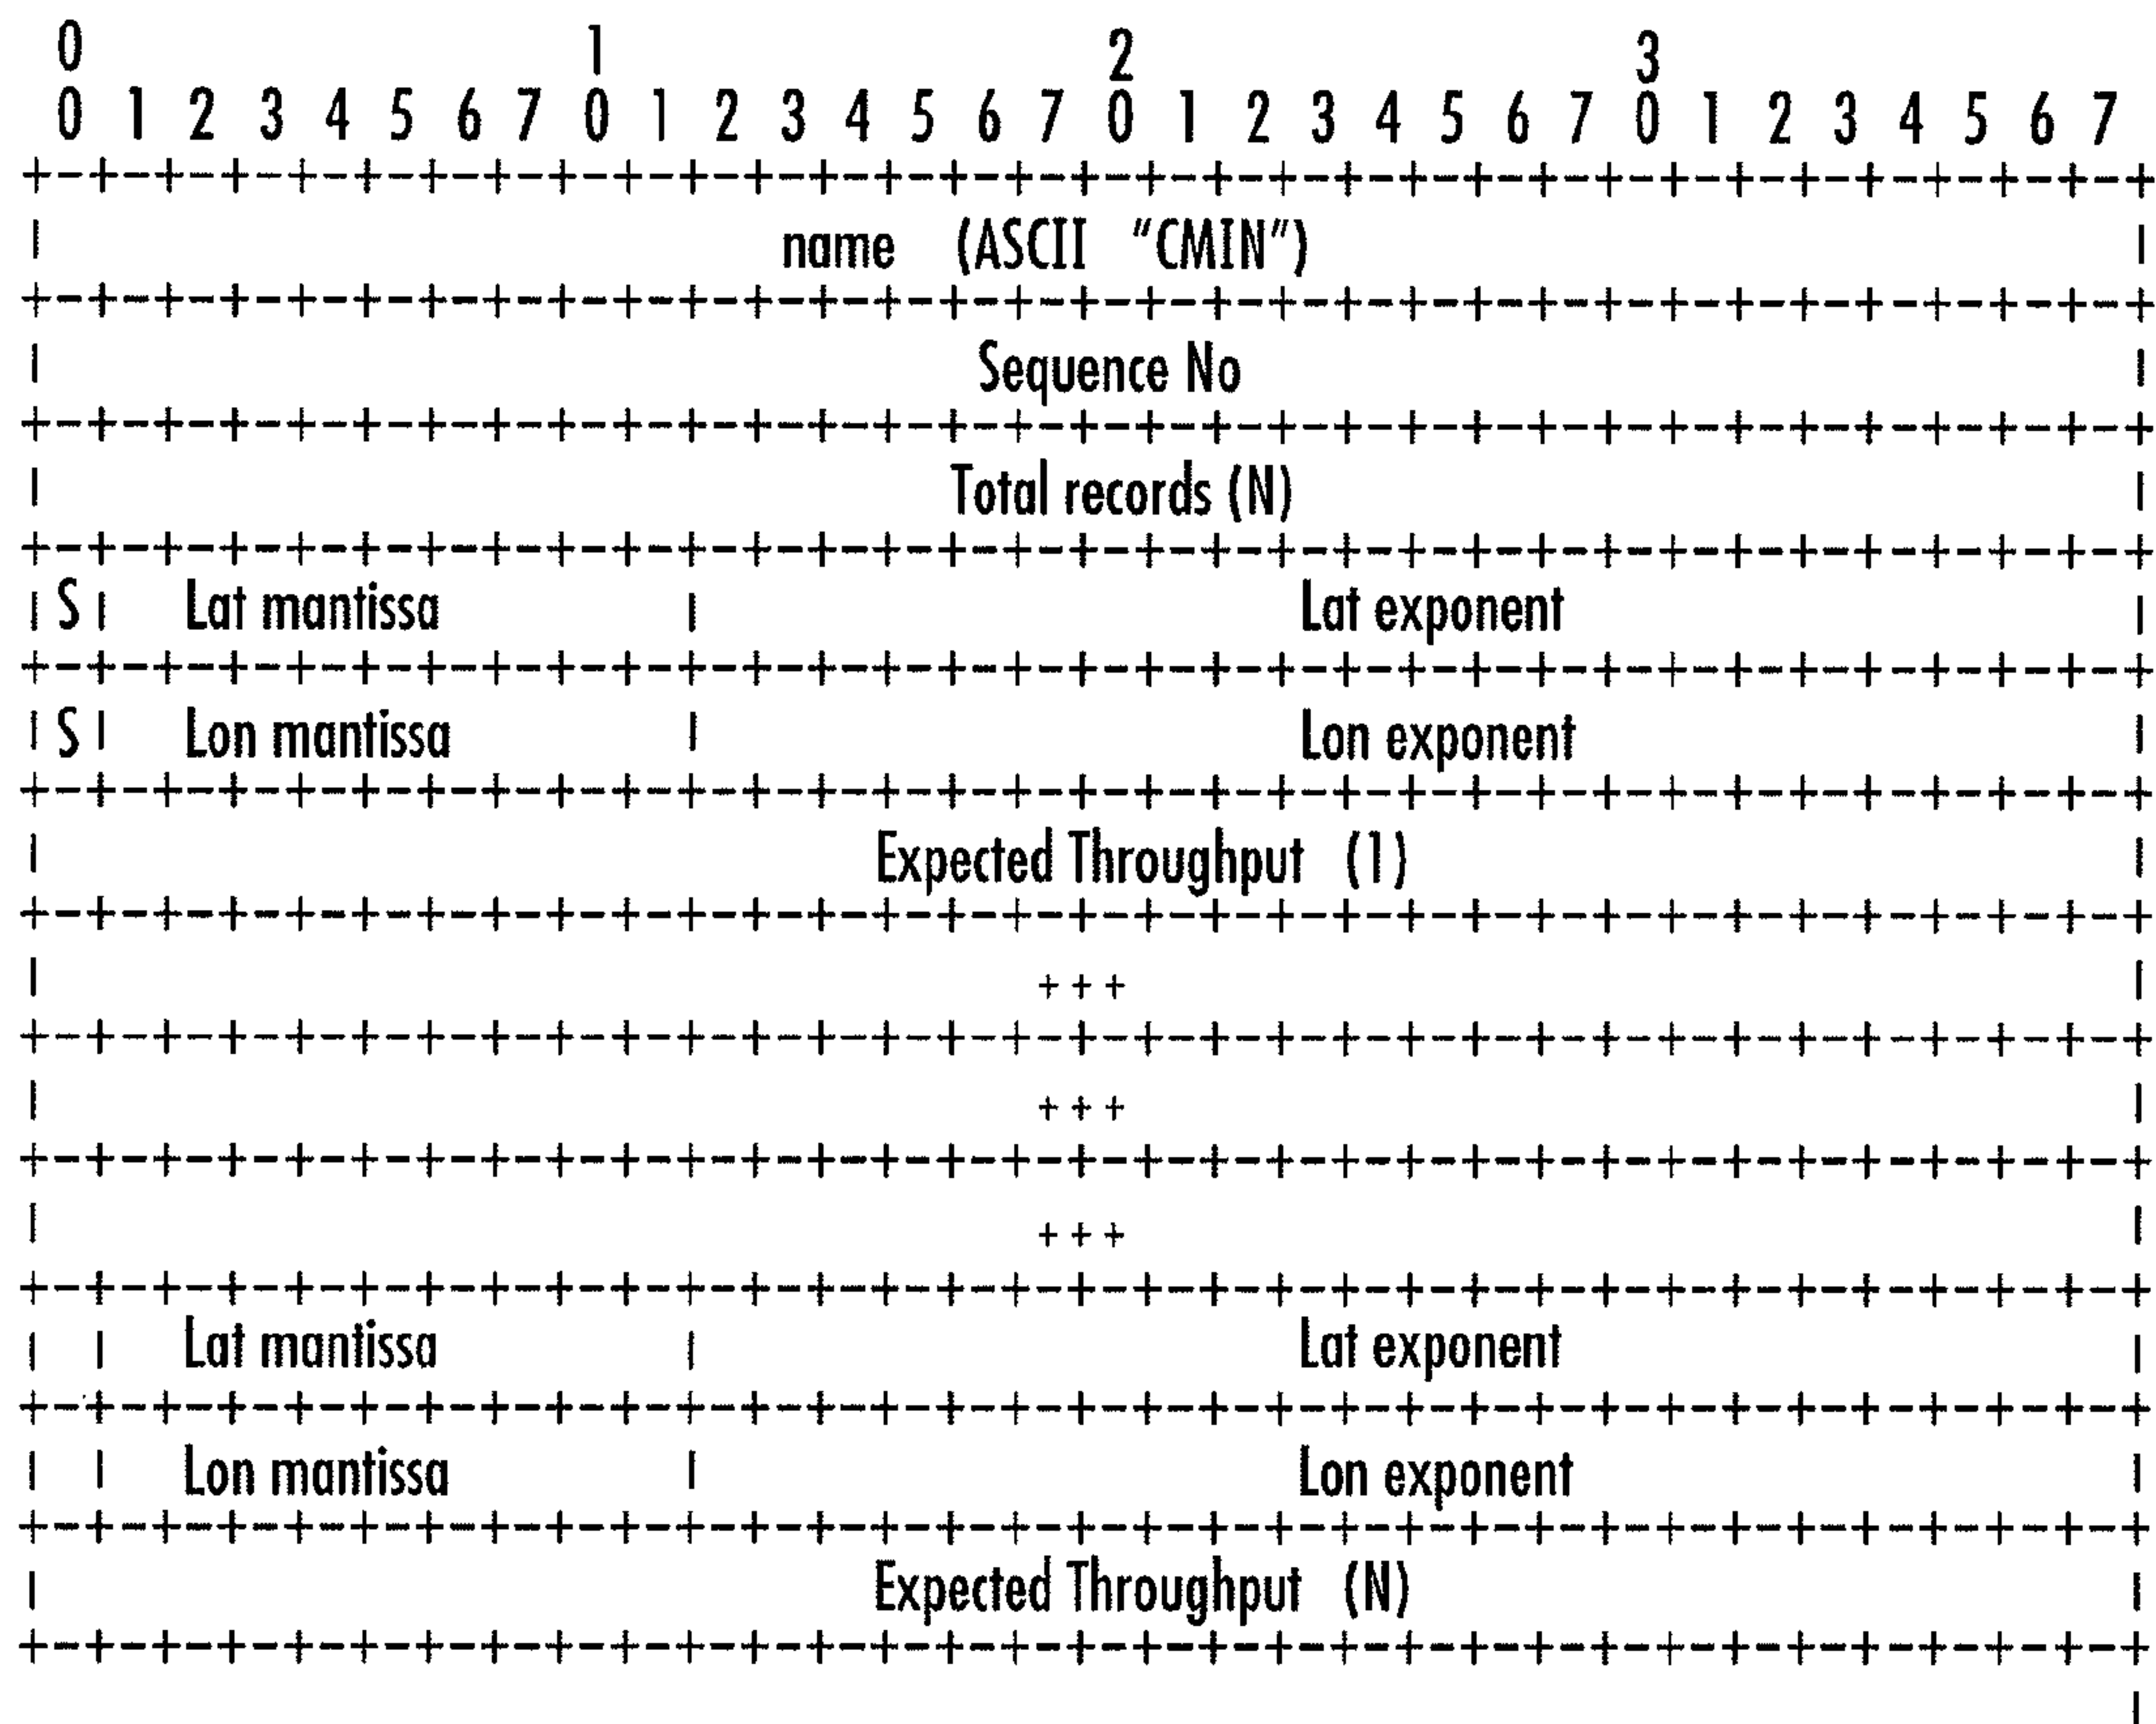 0 1 2 3
0 1 2 3 4 5 6 7 0 1 2 3 4 5 6 7 0 1 2 3 4 5 6 7 0 1 2 3 4 5 6 7
+-+-+-+-+-+-+-+-+-+-+-+-+-+-+-+-+-+-+-+-+-+-+-+-+-+-+-+-+-+-+-+-+
| name (ASCII "CMIN") |
+-+-+-+-+-+-+-+-+-+-+-+-+-+-+-+-+-+-+-+-+-+-+-+-+-+-+-+-+-+-+-+-+
| Sequence No |
+-+-+-+-+-+-+-+-+-+-+-+-+-+-+-+-+-+-+-+-+-+-+-+-+-+-+-+-+-+-+-+-+
| Total records (N) |
+-+-+-+-+-+-+-+-+-+-+-+-+-+-+-+-+-+-+-+-+-+-+-+-+-+-+-+-+-+-+-+-+
| S | Lat mantissa | Lat exponent |
+-+-+-+-+-+-+-+-+-+-+-+-+-+-+-+-+-+-+-+-+-+-+-+-+-+-+-+-+-+-+-+-+
| S | Lon mantissa | Lon exponent |
+-+-+-+-+-+-+-+-+-+-+-+-+-+-+-+-+-+-+-+-+-+-+-+-+-+-+-+-+-+-+-+-+
| Expected Throughput (1) |
+-+-+-+-+-+-+-+-+-+-+-+-+-+-+-+-+-+-+-+-+-+-+-+-+-+-+-+-+-+-+-+-+
| +++ |
+-+-+-+-+-+-+-+-+-+-+-+-+-+-+-+-+-+-+-+-+-+-+-+-+-+-+-+-+-+-+-+-+
| +++ |
+-+-+-+-+-+-+-+-+-+-+-+-+-+-+-+-+-+-+-+-+-+-+-+-+-+-+-+-+-+-+-+-+
| +++ |
+-+-+-+-+-+-+-+-+-+-+-+-+-+-+-+-+-+-+-+-+-+-+-+-+-+-+-+-+-+-+-+-+
| | Lat mantissa | Lat exponent |
+-+-+-+-+-+-+-+-+-+-+-+-+-+-+-+-+-+-+-+-+-+-+-+-+-+-+-+-+-+-+-+-+
| | Lon mantissa | Lon exponent |
+-+-+-+-+-+-+-+-+-+-+-+-+-+-+-+-+-+-+-+-+-+-+-+-+-+-+-+-+-+-+-+-+
| Expected Throughput (N) |
+-+-+-+-+-+-+-+-+-+-+-+-+-+-+-+-+-+-+-+-+-+-+-+-+-+-+-+-+-+-+-+-+
|